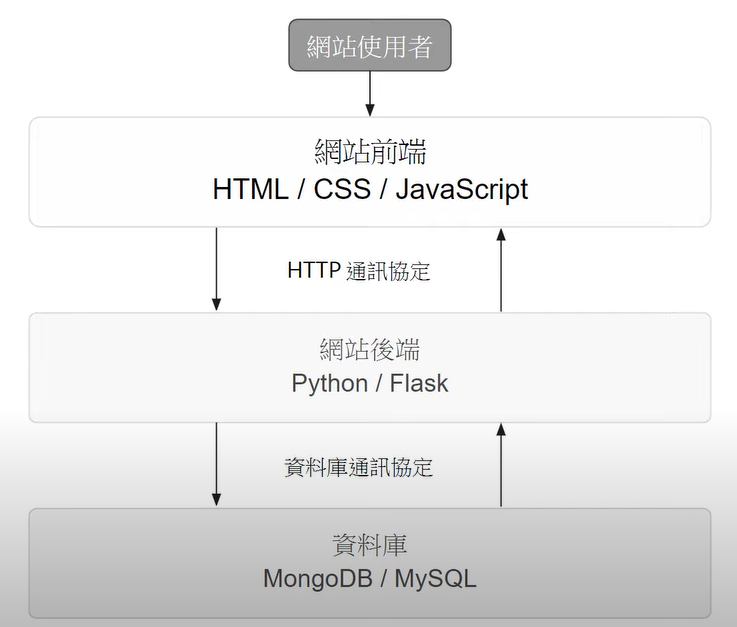 網站使用者
網站前端
HTML / CSS / JavaScript
HTTP 通訊協定
網站後端
Python / Flask
資料庫通訊協定
資料庫
MongoDB / MySQL